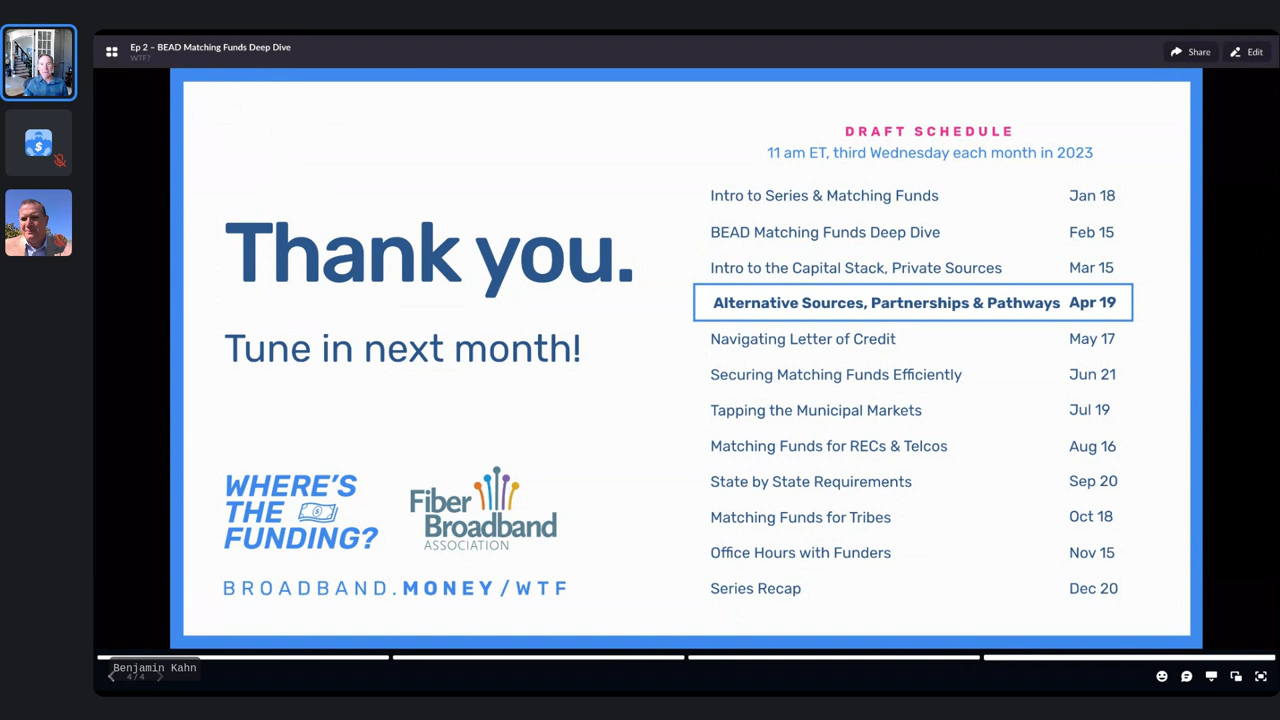 Ep 2 – BEAD Matching Funds Deep Dive
WTF?
Share
Edit
DRAFT SCHEDULE
11 am ET, third Wednesday each month in 2023
Intro to Series & Matching Funds Jan 18
BEAD Matching Funds Deep Dive Feb 15
Intro to the Capital Stack, Private Sources Mar 15
Alternative Sources, Partnerships & Pathways Apr 19
Navigating Letter of Credit May 17
Securing Matching Funds Efficiently Jun 21
Tapping the Municipal Markets Jul 19
Matching Funds for RECs & Telcos Aug 16
State by State Requirements Sep 20
Matching Funds for Tribes Oct 18
Office Hours with Funders Nov 15
Series Recap Dec 20
Thank you.
Tune in next month!
WHERE'S
THE
FUNDING?
Fiber
Broadband
ASSOCIATION
BROADBAND.MONEY/WTF
Benjamin Kahn
4/4